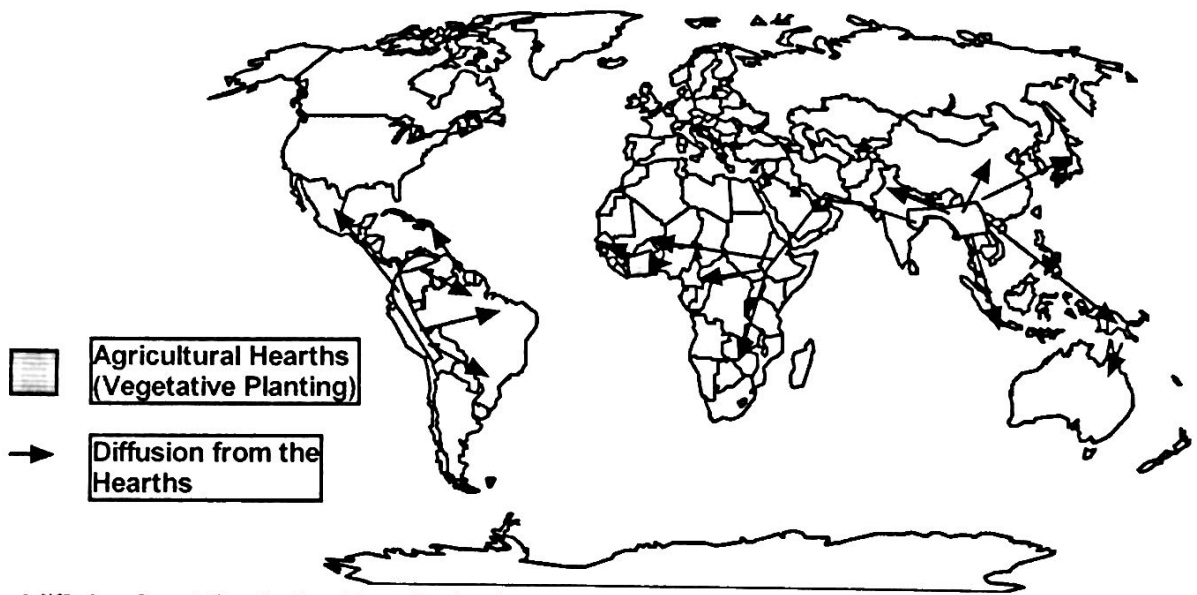 Agricultural Hearths
(Vegetative Planting)
Diffusion from the
Hearths